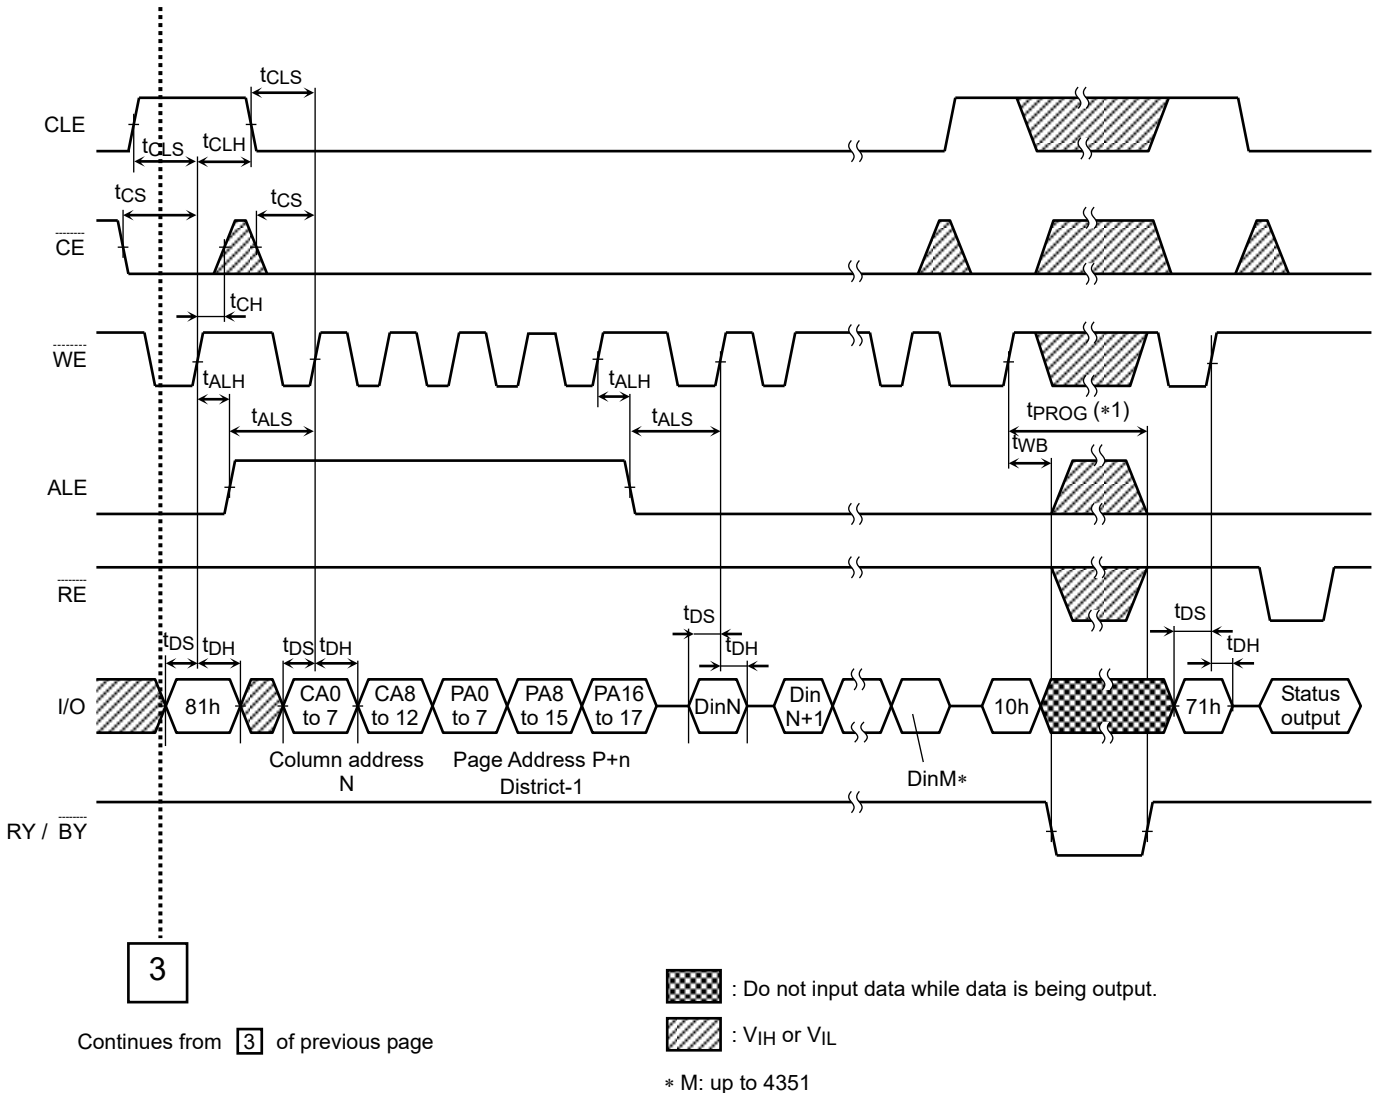 tCLS
CLE
tCLS
tCLH
tCS
tCS
CE
tCH
WE
tALH
tALH
tALS
tALS
tPROG (*1)
tWB
ALE
RE
tDS
tDH
tDS
tDH
tDS
tDH
tDS
tDH
I/O
81h
CA0 to 7
CA8 to 12
PA0 to 7
PA8 to 15
PA16 to 17
DinN
Din N+1
10h
71h
Status output
Column address
N
Page Address P+n
District-1
DinM*
RY / BY
3
: Do not input data while data is being output.
: VIH or VIL
Continues from 3 of previous page
* M: up to 4351